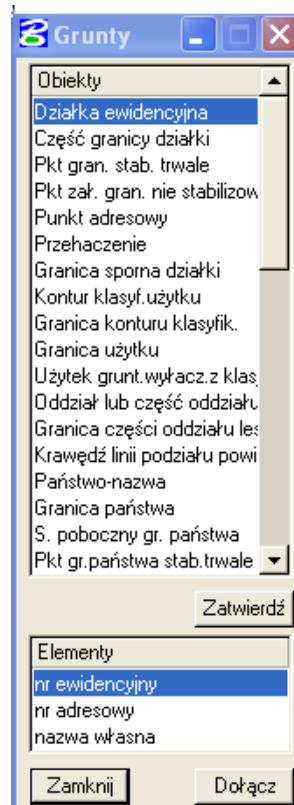 Grunty
Obiekty
Działka ewidencyjna
Część granicy działki
Pkt gran. stab. trwale
Pkt zał. gran. nie stabilizow
Punkt adresowy
Przehaczenie
Granica sporna działki
Kontur klasyf.użytku
Granica konturu klasyfik.
Granica użytku
Użytek grunt.wyłacz.z klas
Oddział lub część oddziału
Granica części oddziału les
Krawędź linii podziału powi
Państwo-nazwa
Granica państwa
S. poboczny gr. państwa
Pkt gr.państwa stab.trwale
Zatwierdź
Elementy
nr ewidencyjny
nr adresowy
nazwa własna
Zamknij Dołącz